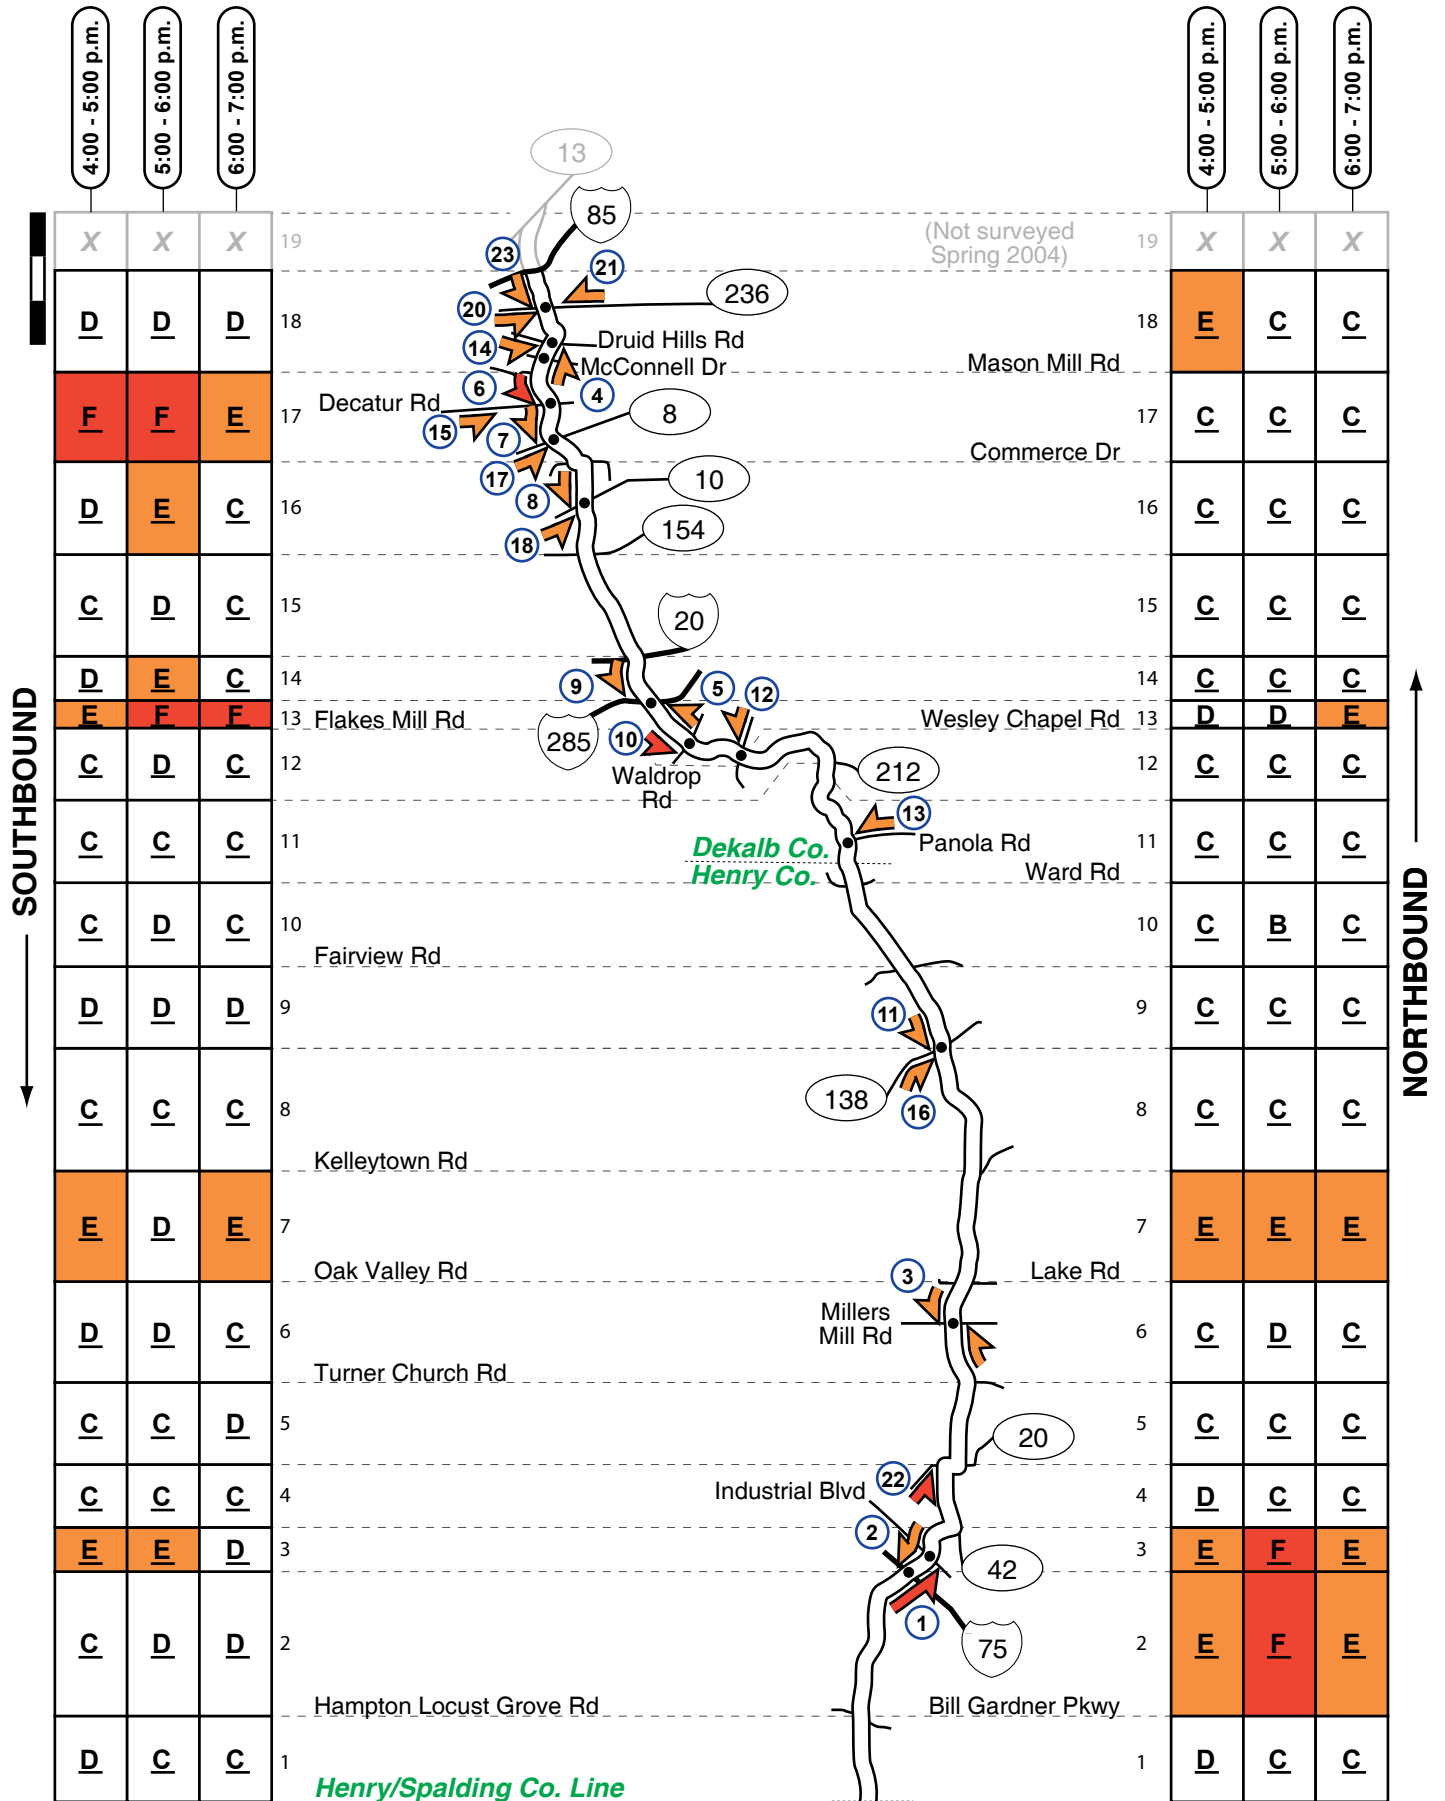 4:00 - 5:00 p.m.
5:00 - 6:00 p.m.
6:00 - 7:00 p.m.
4:00 - 5:00 p.m.
5:00 - 6:00 p.m.
6:00 - 7:00 p.m.
13
85
X X X 19
(Not surveyed
Spring 2004)
19 X X X
23
21
236
20
D D D 18
18 E C C
14
Druid Hills Rd
McConnell Dr
Mason Mill Rd
6
4
Decatur Rd
8
F F E 17
17 C C C
15
7
Commerce Dr
17
10
8
D E C 16
16 C C C
154
18
C D C 15
15 C C C
20
D E C 14
14 C C C
9
5
12
E F F 13
Flakes Mill Rd
Wesley Chapel Rd
13 D D E
285
10
C D C 12
12 C C C
Waldrop
Rd
212
13
C C C 11
11 C C C
Panola Rd
Dekalb Co.
Henry Co.
Ward Rd
SOUTHBOUND
NORTHBOUND
C D C 10
10 C B C
Fairview Rd
D D D 9
9 C C C
11
138
16
C C C 8
8 C C C
Kelleytown Rd
E D E 7
7 E E E
Oak Valley Rd
Lake Rd
3
Millers
Mill Rd
D D C 6
6 C D C
Turner Church Rd
C C D 5
5 C C C
20
22
Industrial Blvd
C C C 4
4 D C C
2
E E D 3
3 E F E
42
1
75
C D D 2
2 E F E
Hampton Locust Grove Rd
Bill Gardner Pkwy
D C C 1
1 D C C
Henry/Spalding Co. Line